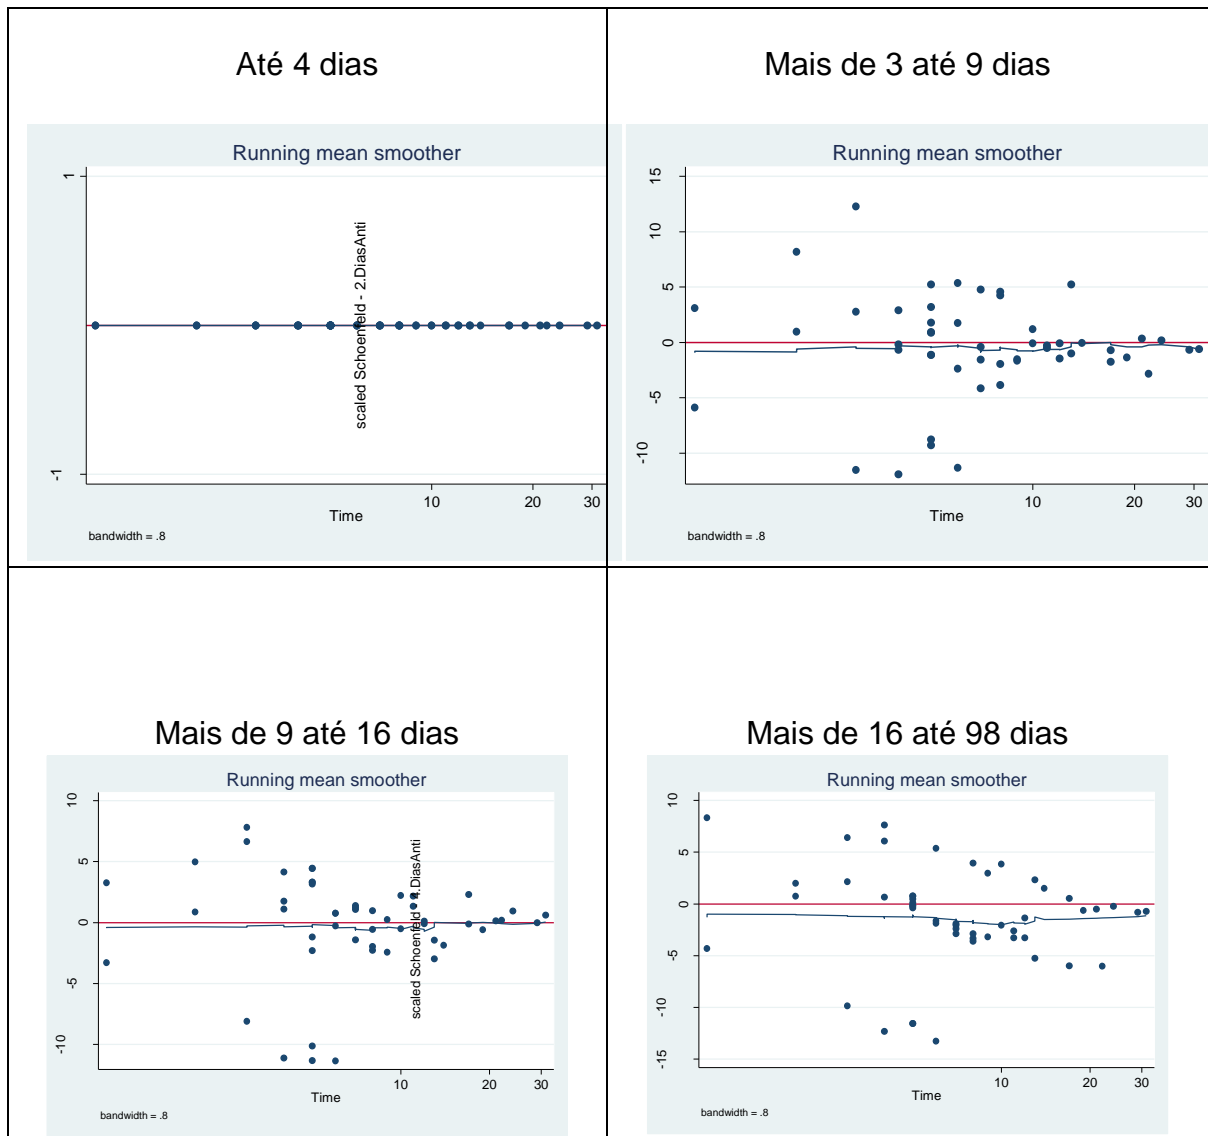 Até 4 dias
Running mean smoother
1
-1
scaled Schoenfeld - 2.DiasAnti
10 20 30
Time
bandwidth = .8
Mais de 3 até 9 dias
Running mean smoother
15
10
5
0
-5
-10
10 20 30
Time
bandwidth = .8
Mais de 9 até 16 dias
Running mean smoother
10
5
0
-5
-10
scaled Schoenfeld - 4.DiasAnti
10 20 30
Time
bandwidth = .8
Mais de 16 até 98 dias
Running mean smoother
10
5
0
-5
-10
-15
10 20 30
Time
bandwidth = .8